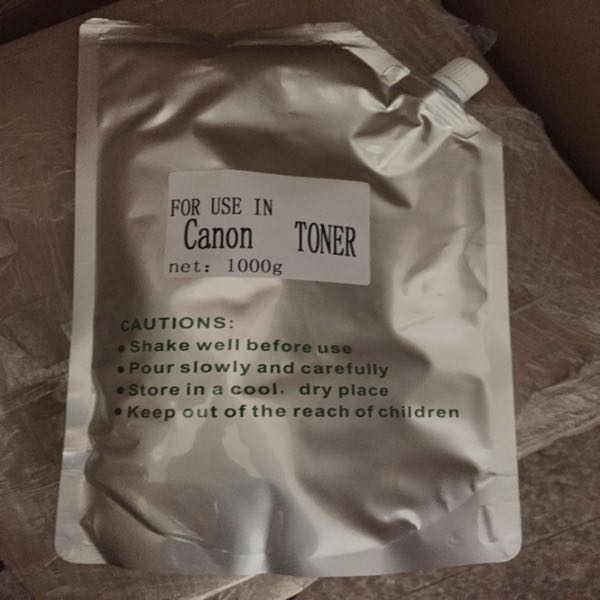 FOR USE IN
Canon TONER
net: 1000g
CAUTIONS:
• Shake well before use
• Pour slowly and carefully
• Store in a cool, dry place
• Keep out of the reach of children